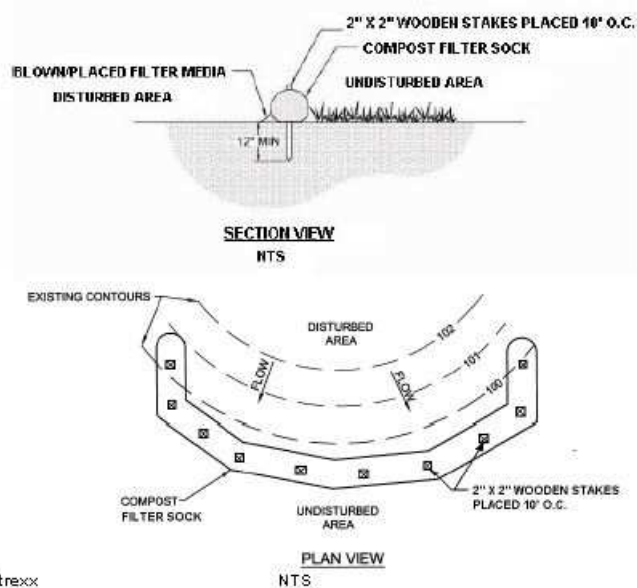 2" X 2" WOODEN STAKES PLACED 10' O.C.
COMPOST FILTER SOCK
BLOWN/PLACED FILTER MEDIA
UNDISTURBED AREA
DISTURBED AREA
12" MIN
SECTION VIEW
NTS
EXISTING CONTOURS
DISTURBED
AREA
102
101
100
FLOW
FLOW
COMPOST
FILTER SOCK
UNDISTURBED
AREA
2" X 2" WOODEN STAKES
PLACED 10' O.C.
PLAN VIEW
trexx
NTS